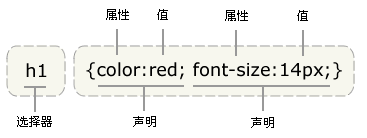 属性 值 属性 值
h1 {color:red; font-size:14px;}
选择器 声明 声明